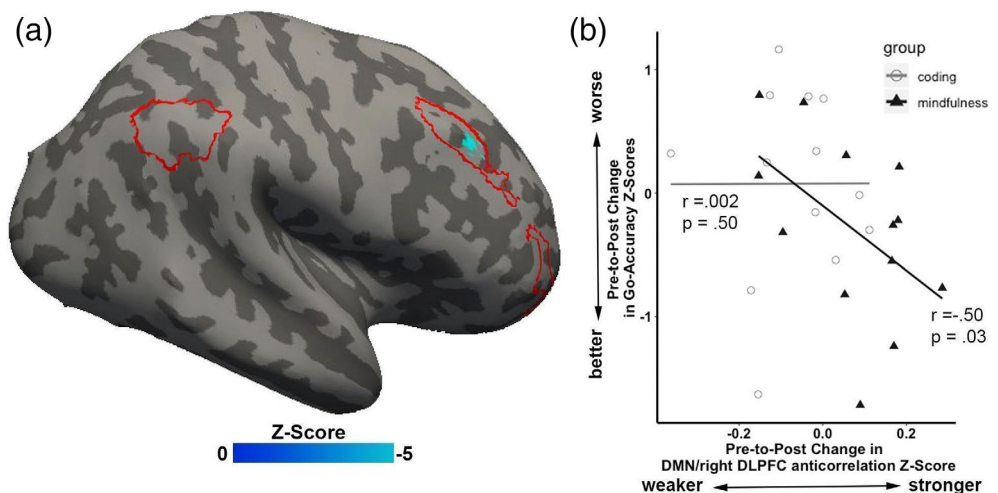 (a)
Z-Score
0
-5
(b)
worse
better
Pre-to-Post Change
in Go-Accuracy Z-Scores
1
0
-1
group
coding
mindfulness
r =.002
p = .50
r =-.50
p = .03
-0.2
0.0
0.2
Pre-to-Post Change in
DMN/right DLPFC anticorrelation Z-Score
weaker
stronger